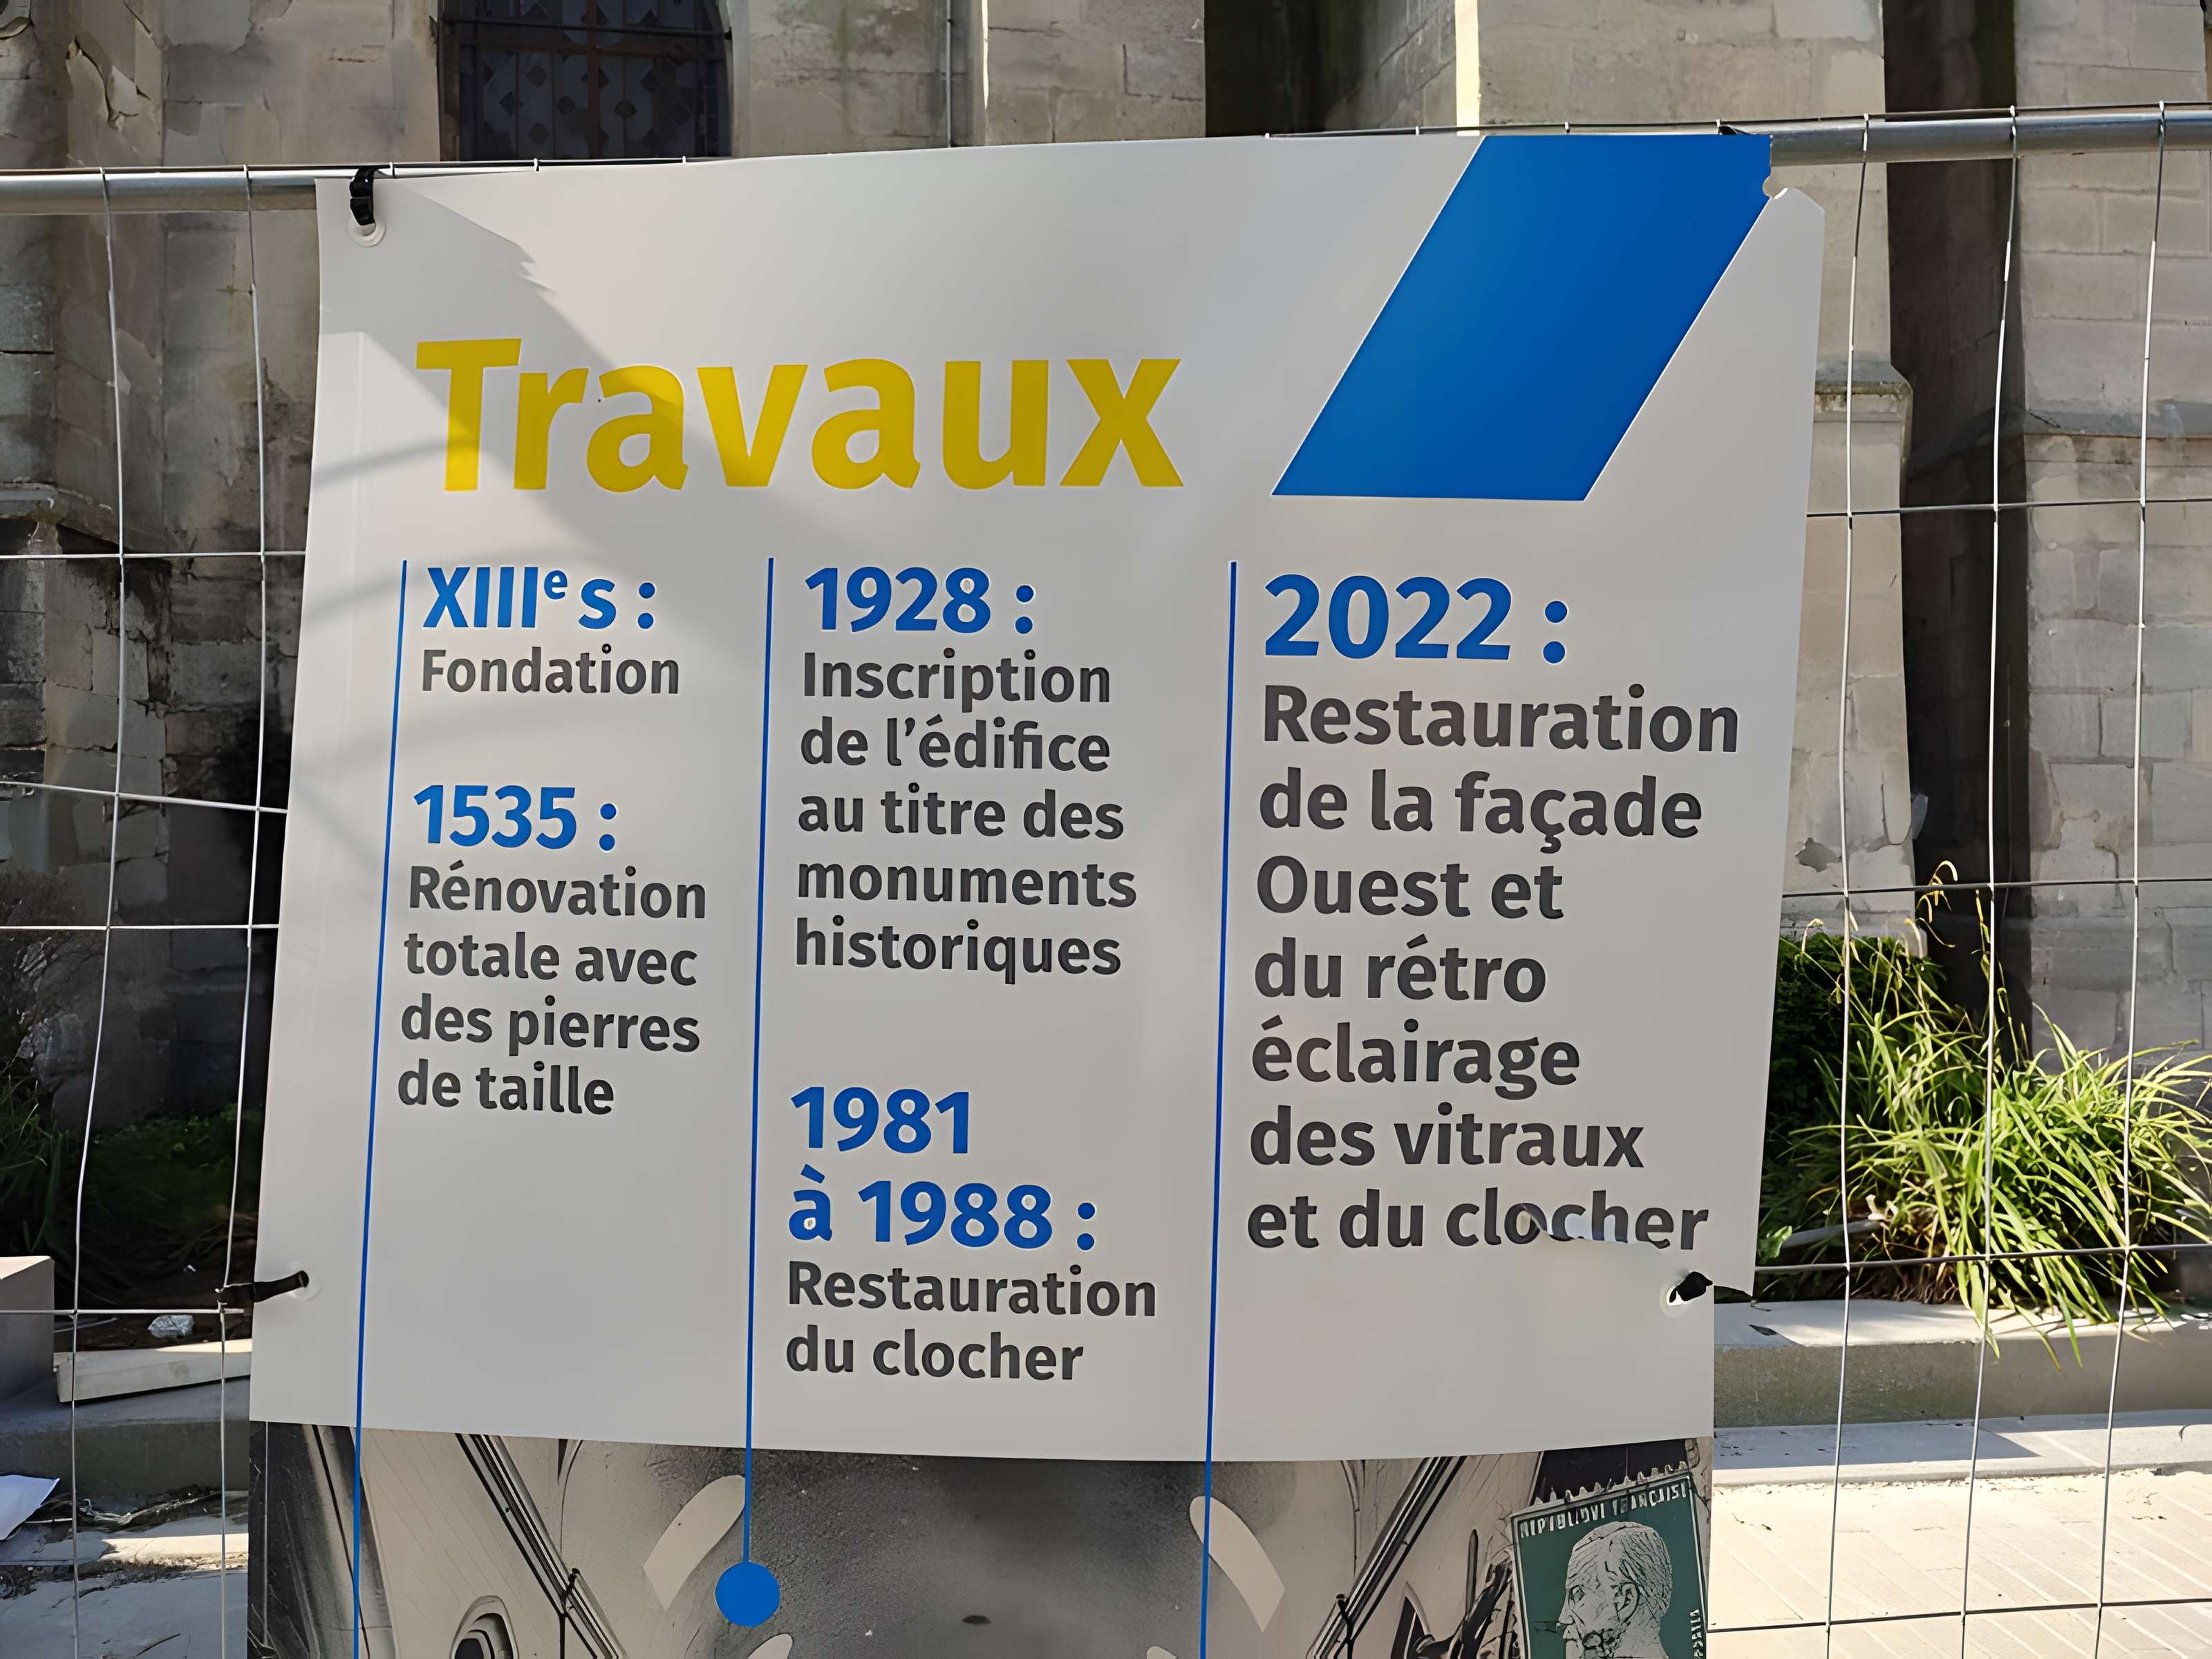 Travaux
XIIIe s :
Fondation
1535 :
Rénovation
totale avec
des pierres
de taille
1928 :
Inscription
de l'édifice
au titre des
monuments
historiques
1981
à 1988 :
Restauration
du clocher
2022 :
Restauration
de la façade
Ouest et
du rétro
éclairage
des vitraux
et du clocher